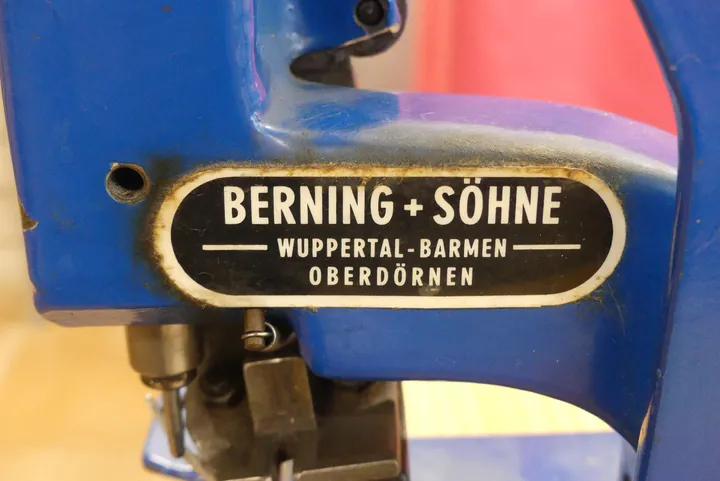 BERNING + SÖHNE
WUPPERTAL-BARMEN
OBERDÖRNEN